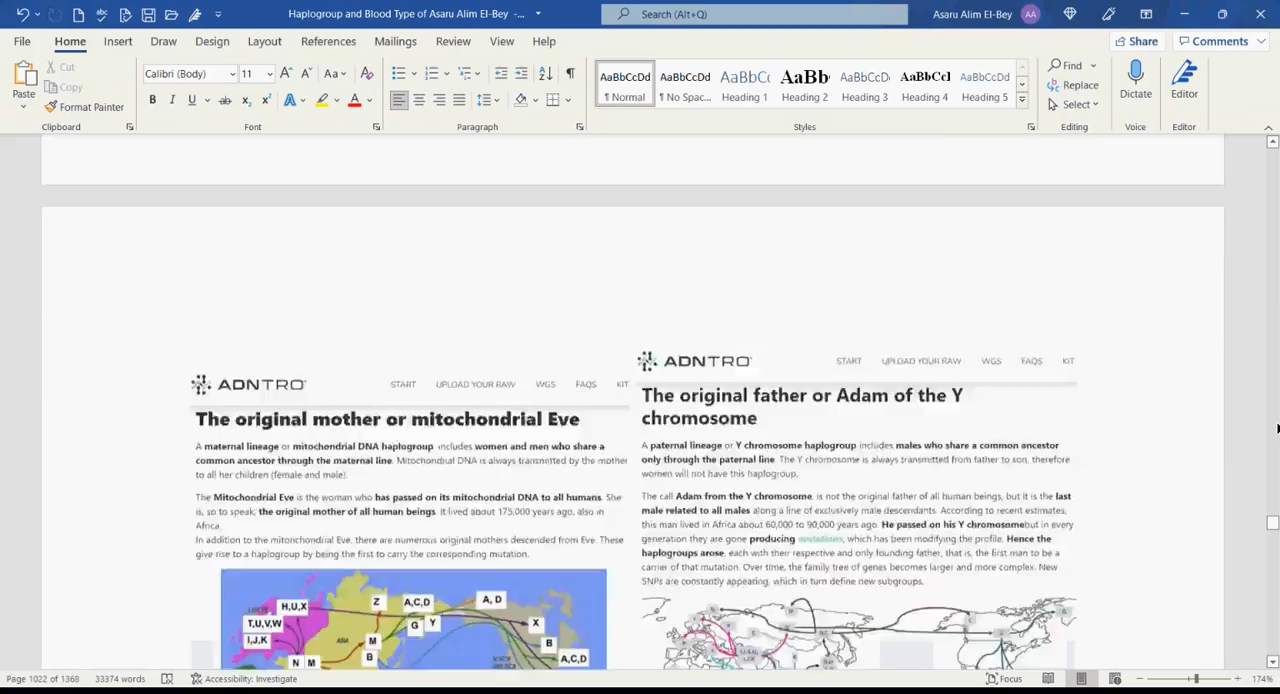 Haplogroup and Blood Type of Asaru Alim El-Bey -...
Search (Alt+Q)
Asaru Alim El-Bey AA
File Home Insert Draw Design Layout References Mailings Review View Help
Share Comments
Paste
Cut
Copy
Format Painter
Clipboard
Calibri (Body) 11
Font
Paragraph
AaBbCcDd AaBbCcDd AaBbCc AaBb AaBbCcDd AaBbCcl AaBbCcDd
¶ Normal ¶ No Spac... Heading 1 Heading 2 Heading 3 Heading 4 Heading 5
Styles
Find
Replace
Select
Editing
Dictate
Voice
Editor
Editor
ADNTRO START UPLOAD YOUR RAW WGS FAQS KIT
The original mother or mitochondrial Eve
A maternal lineage or mitochondrial DNA haplogroup includes women and men who share a
common ancestor through the maternal line. Mitochondrial DNA is always transmitted by the mother
to all her children (female and male).
The Mitochondrial Eve is the woman who has passed on its mitochondrial DNA to all humans. She
is, so to speak, the original mother of all human beings. It lived about 175,000 years ago, also in
Africa.
In addition to the mitochondrial Eve, there are numerous original mothers descended from Eve. These
give rise to a haplogroup by being the first to carry the corresponding mutation.
H,U,X Z A,C,D A, D
T,U,V,W G Y X
I,J,K ASIA M B
N M B A,C,D
ADNTRO START UPLOAD YOUR RAW WGS FAQS KIT
The original father or Adam of the Y
chromosome
A paternal lineage or Y chromosome haplogroup includes males who share a common ancestor
only through the paternal line. The Y chromosome is always transmitted from father to son, therefore
women will not have this haplogroup.
The call Adam from the Y chromosome, is not the original father of all human beings, but it is the last
male related to all males along a line of exclusively male descendants. According to recent estimates,
this man lived in Africa about 60,000 to 90,000 years ago. He passed on his Y chromosomebut in every
generation they are gone producing mutations, which has been modifying the profile. Hence the
haplogroups arose, each with their respective and only founding father, that is, the first man to be a
carrier of that mutation. Over time, the family tree of genes becomes larger and more complex. New
SNPs are constantly appearing, which in turn define new subgroups.
Page 1022 of 1368 33374 words Accessibility: Investigate Focus 174%